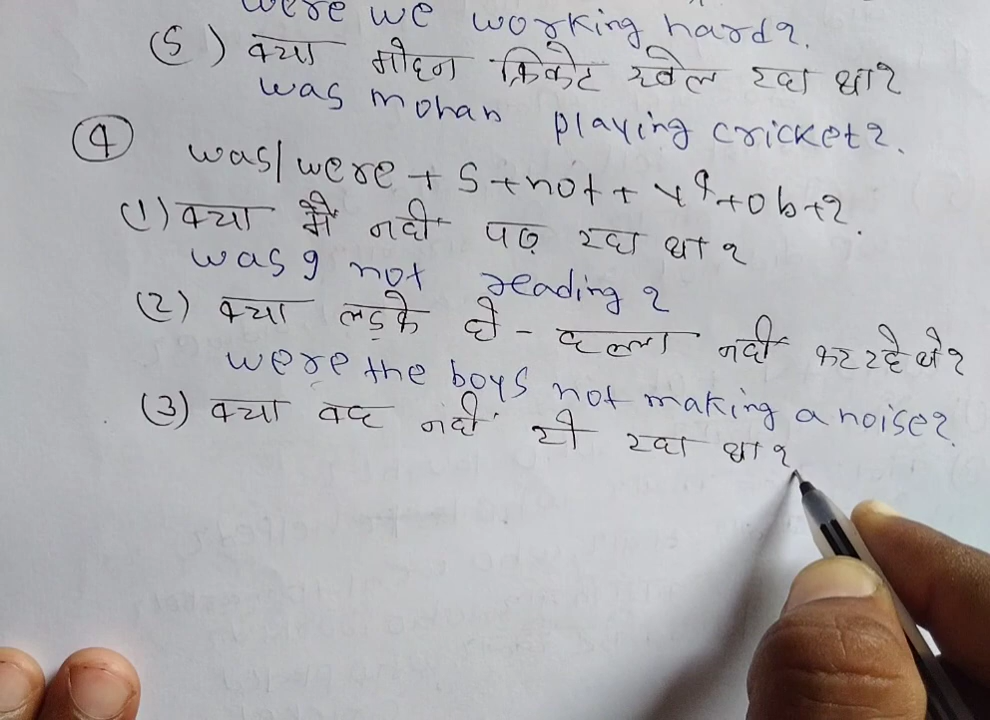 were we working hard?
(5) क्या मोहन क्रिकेट खेल रहा था?
was mohan playing cricket?
(4) was/were + S + not + v⁴ + ob + ?
(1) क्या मैं नहीं पढ़ रहा था?
was I not reading?
(2) क्या लड़के हो-हल्ला नहीं कर रहे थे?
were the boys not making a noise?
(3) क्या वह नहीं रो रहा था?